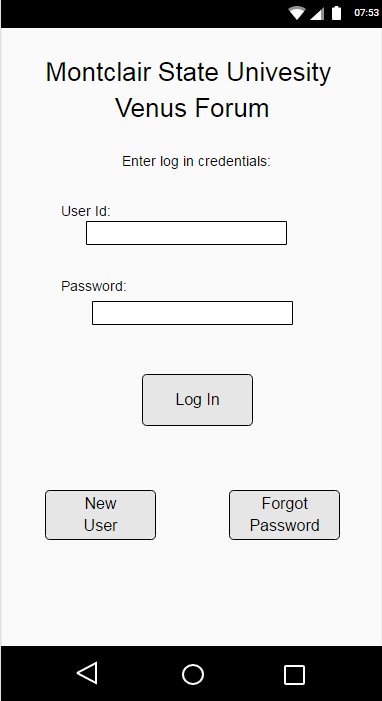 07:53
Montclair State Univesity
Venus Forum
Enter log in credentials:
User Id:
Password:
Log In
New
User
Forgot
Password